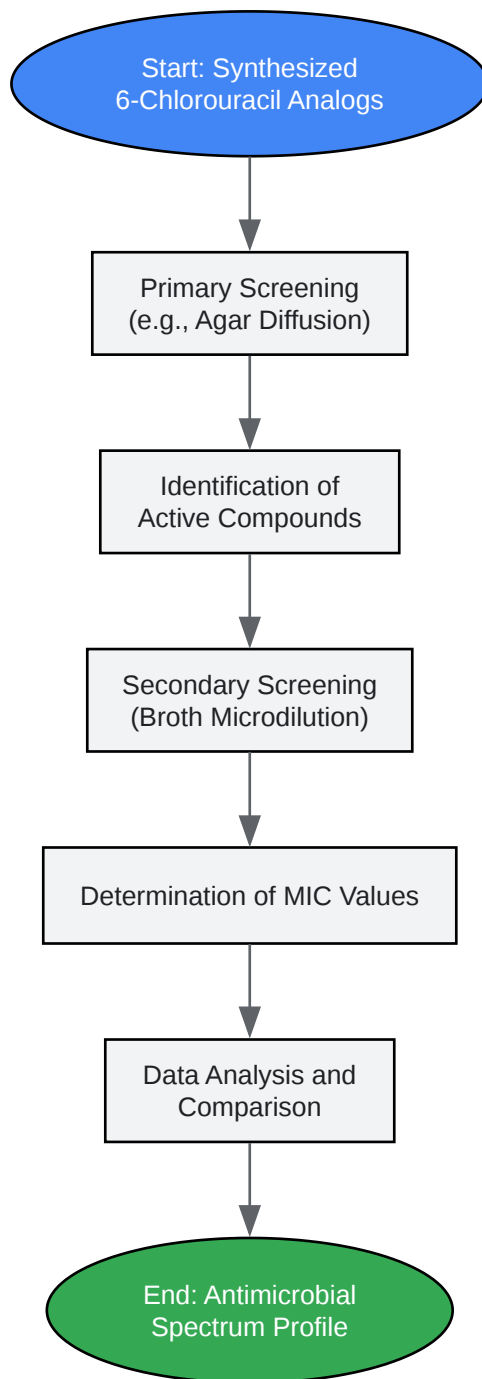 Start: Synthesized
6-Chlorouracil Analogs
Primary Screening
(e.g., Agar Diffusion)
Identification of
Active Compounds
Secondary Screening
(Broth Microdilution)
Determination of MIC Values
Data Analysis and
Comparison
End: Antimicrobial
Spectrum Profile